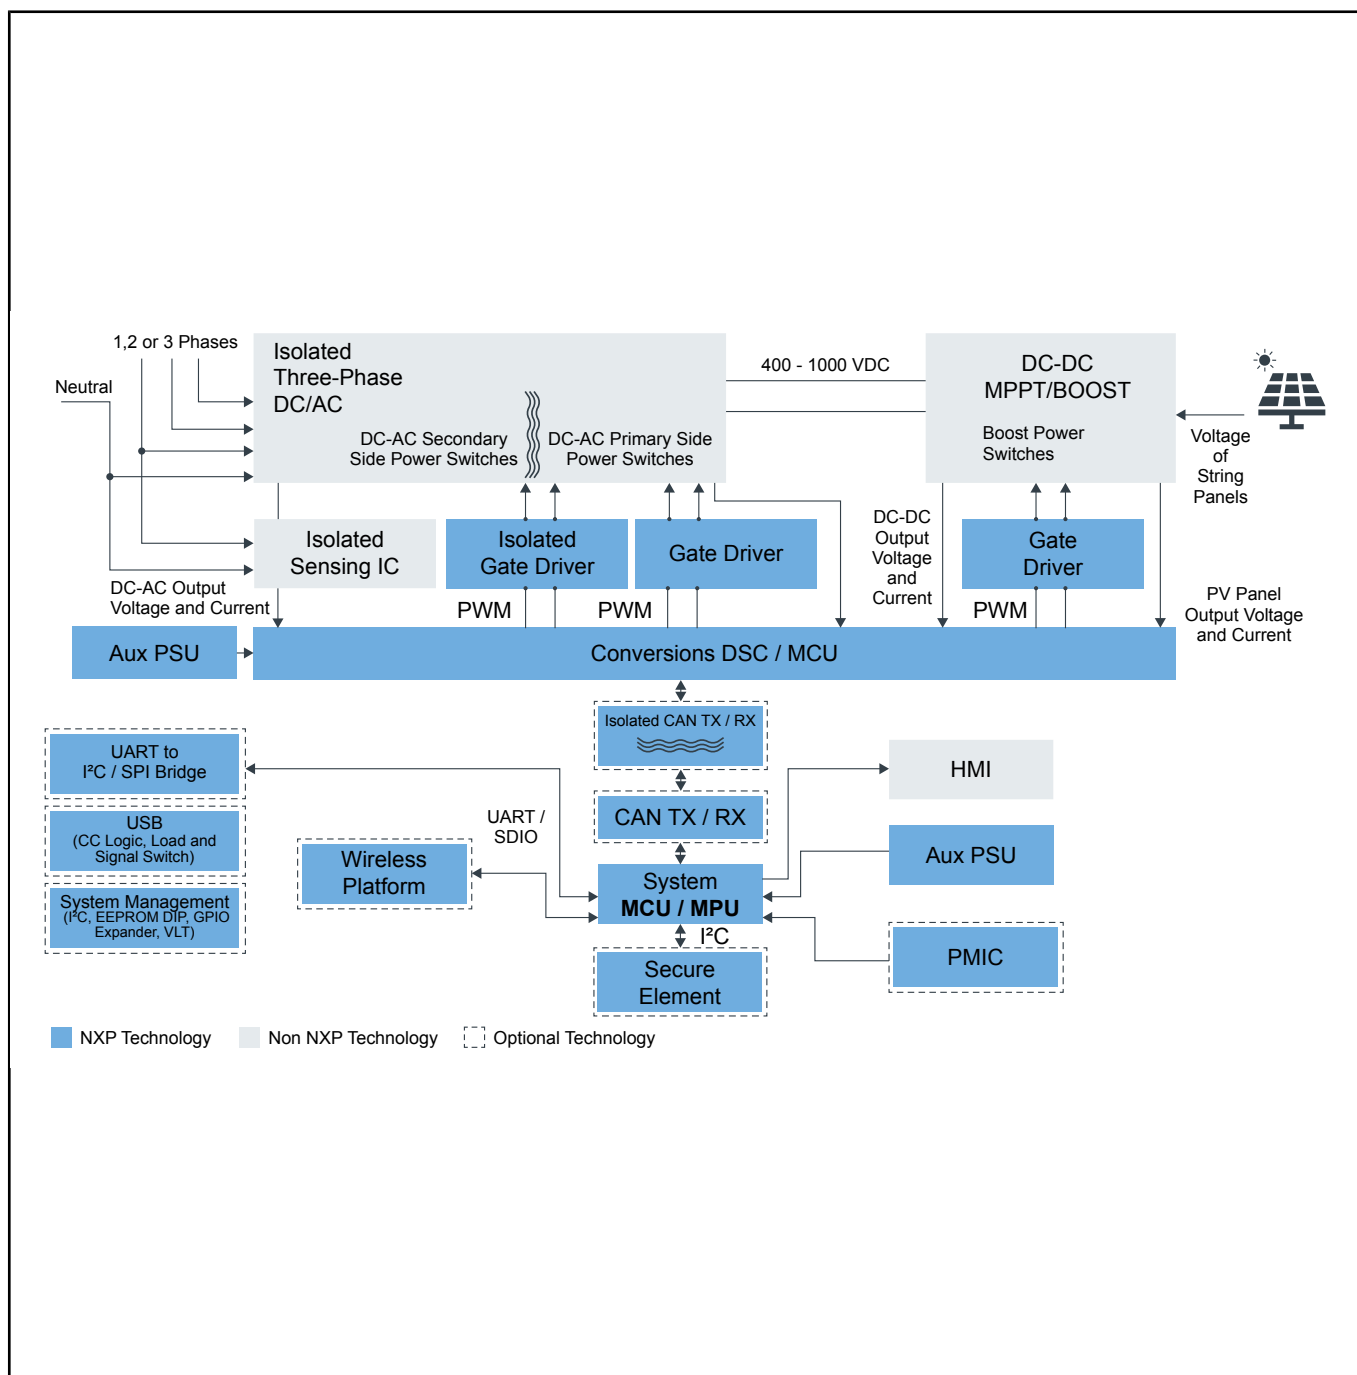 1,2 or 3 Phases
Neutral
Isolated
Three-Phase
DC/AC
DC-AC Secondary
Side Power Switches
DC-AC Primary Side
Power Switches
400 - 1000 VDC
DC-DC
MPPT/BOOST
Boost Power
Switches
Voltage
of
String
Panels
Isolated
Sensing IC
Isolated
Gate Driver
Gate Driver
DC-DC
Output
Voltage
and
Current
Gate
Driver
DC-AC Output
Voltage and Current
PWM
PWM
PWM
PV Panel
Output Voltage
and Current
Aux PSU
Conversions DSC / MCU
Isolated CAN TX / RX
UART to
I²C / SPI Bridge
HMI
USB
(CC Logic, Load and
Signal Switch)
UART /
SDIO
CAN TX / RX
Aux PSU
Wireless
Platform
System
MCU / MPU
System Management
(I²C, EEPROM DIP, GPIO
Expander, VLT)
I²C
PMIC
Secure
Element
NXP Technology
Non NXP Technology
Optional Technology